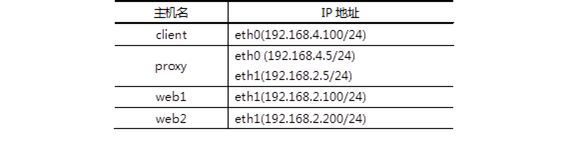 主机名 IP 地址
client eth0(192.168.4.100/24)
proxy eth0 (192.168.4.5/24)
eth1(192.168.2.5/24)
web1 eth1(192.168.2.100/24)
web2 eth1(192.168.2.200/24)